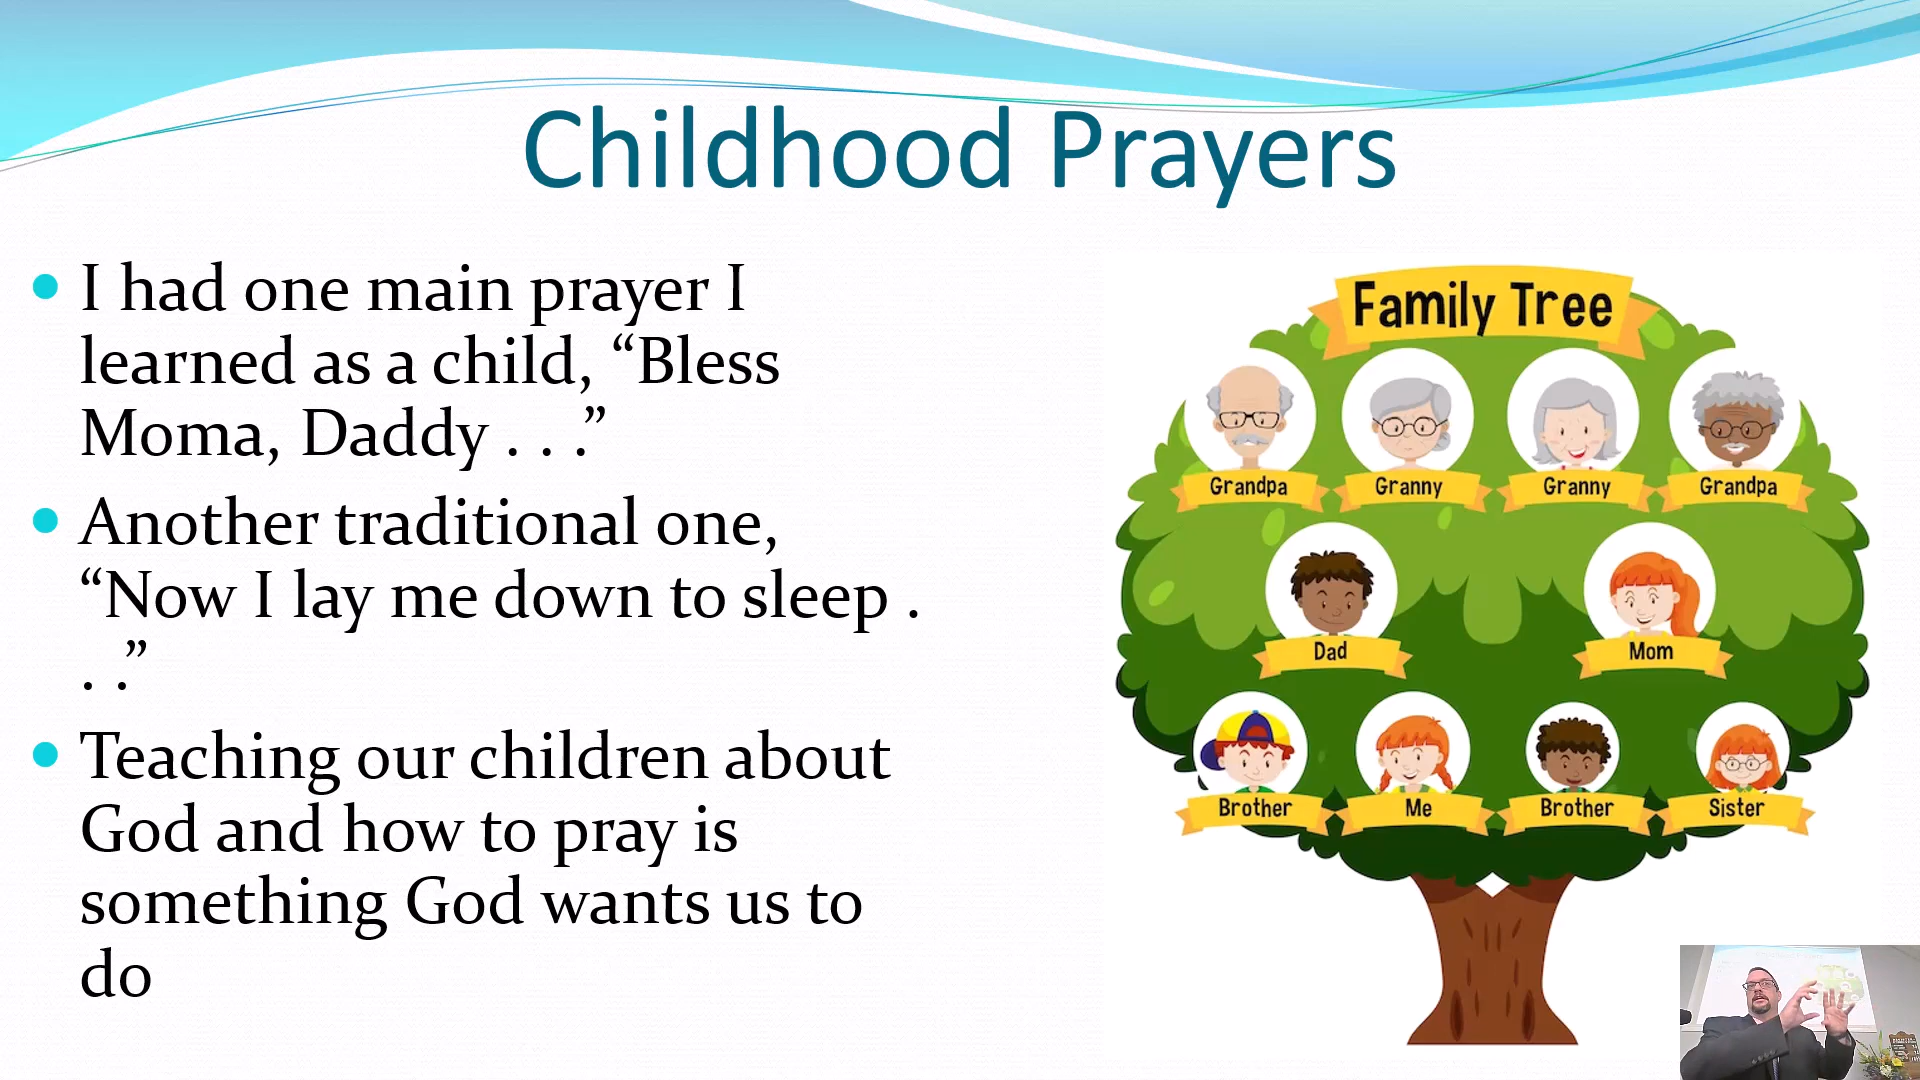 Childhood Prayers
• I had one main prayer I
learned as a child, “Bless
Moma, Daddy . . .”
• Another traditional one,
“Now I lay me down to sleep .
. .”
• Teaching our children about
God and how to pray is
something God wants us to
do
Family Tree
Grandpa Granny Granny Grandpa
Dad Mom
Brother Me Brother Sister